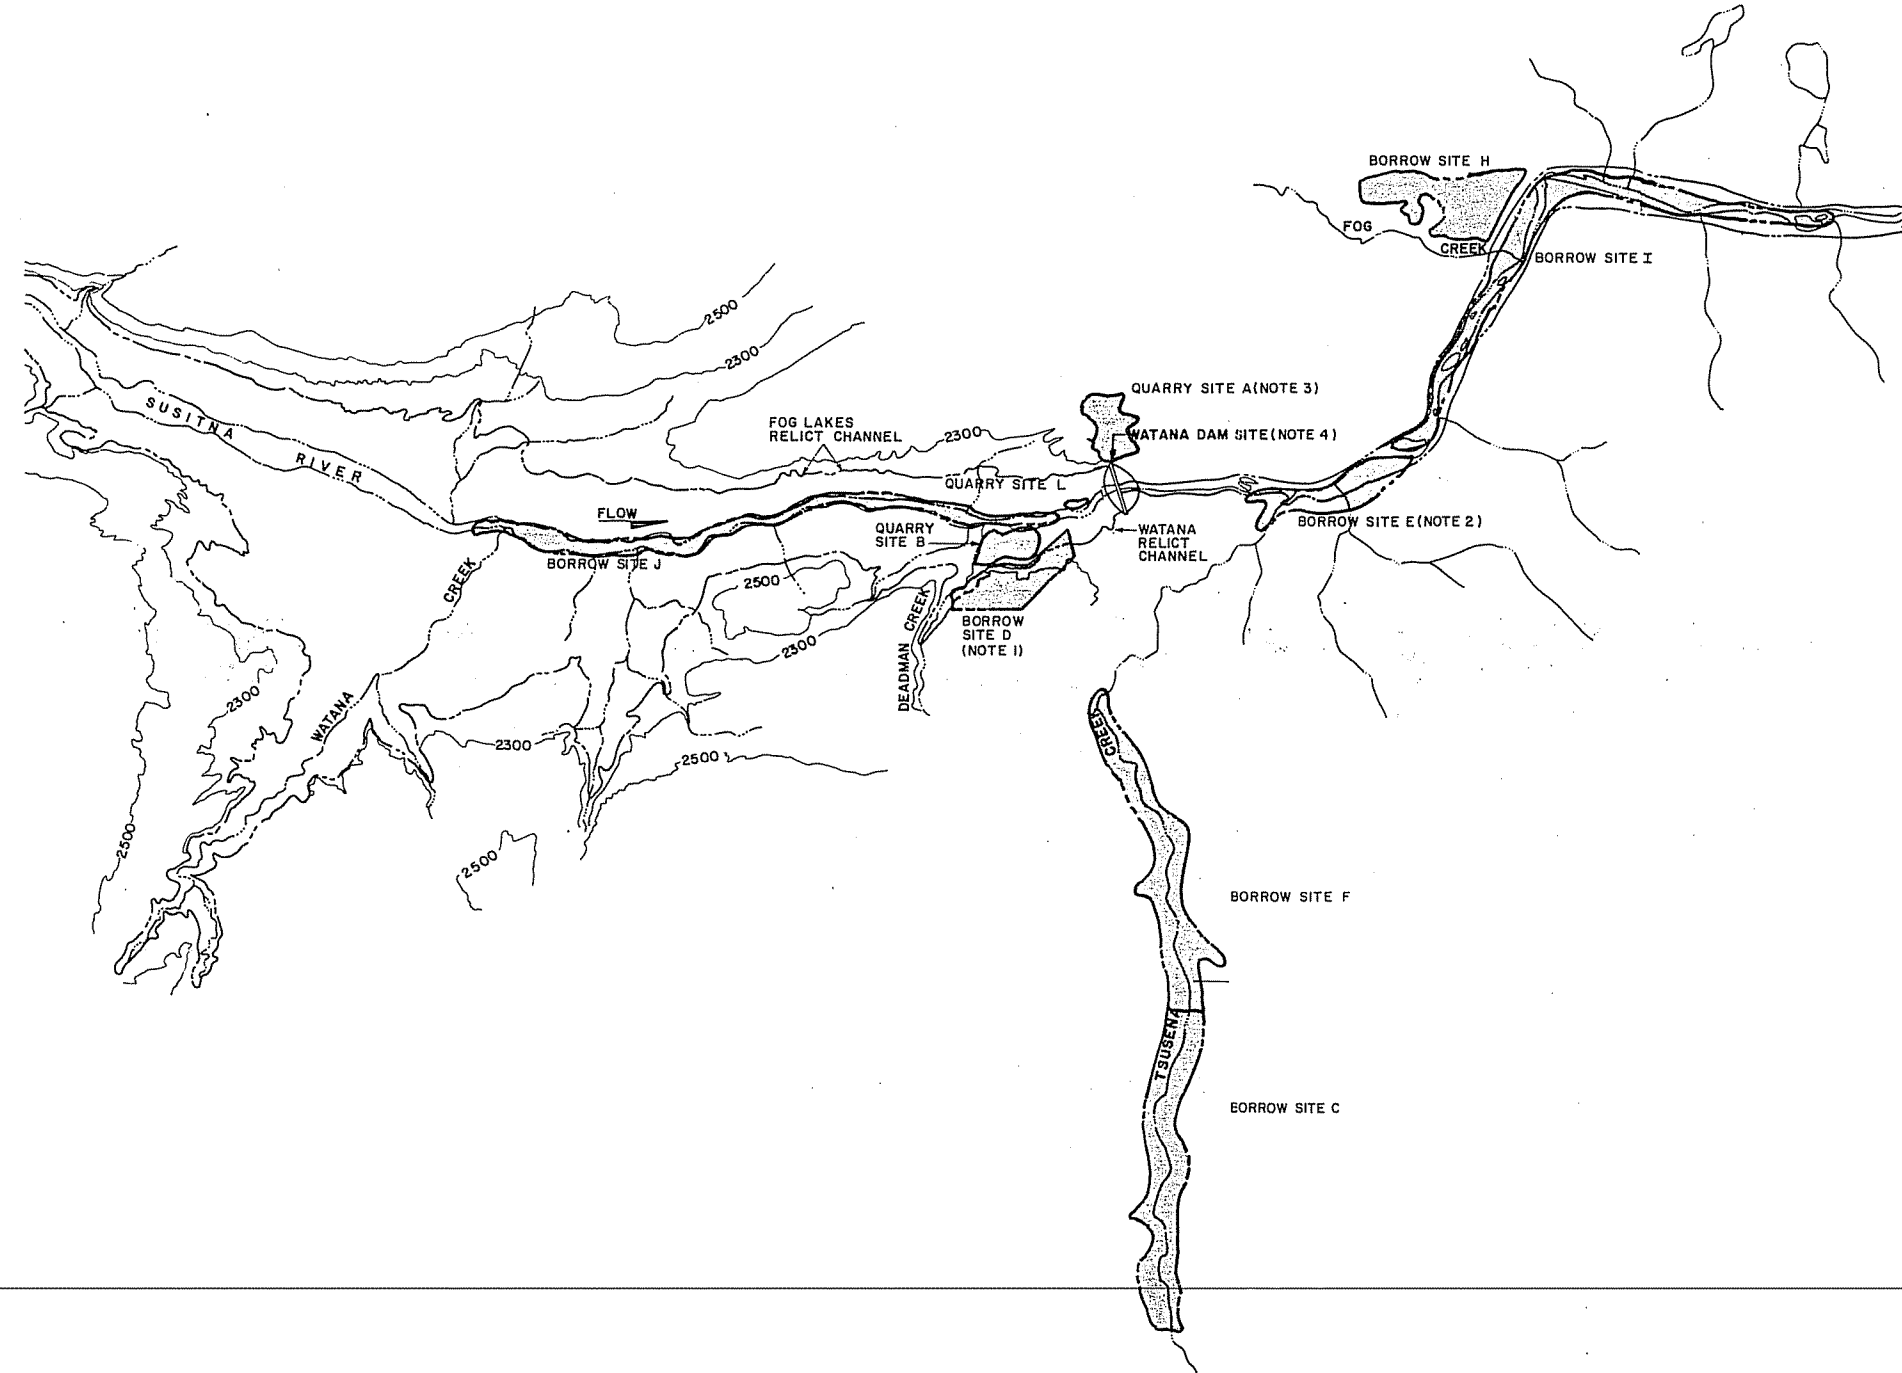 BORROW SITE H
FOG
CREEK
BORROW SITE I
2500
2300
QUARRY SITE A(NOTE 3)
SUSITNA
RIVER
FOG LAKES
RELICT CHANNEL
2300
WATANA DAM SITE(NOTE 4)
QUARRY SITE L
FLOW
QUARRY
SITE B
WATANA
RELICT
CHANNEL
BORROW SITE E(NOTE 2)
BORROW SITE J
CREEK
2500
DEADMAN CREEK
BORROW
SITE D
(NOTE 1)
2300
2300
WATANA
2300
2500
CREEK
2500
2500
BORROW SITE F
TSUSENA
BORROW SITE C